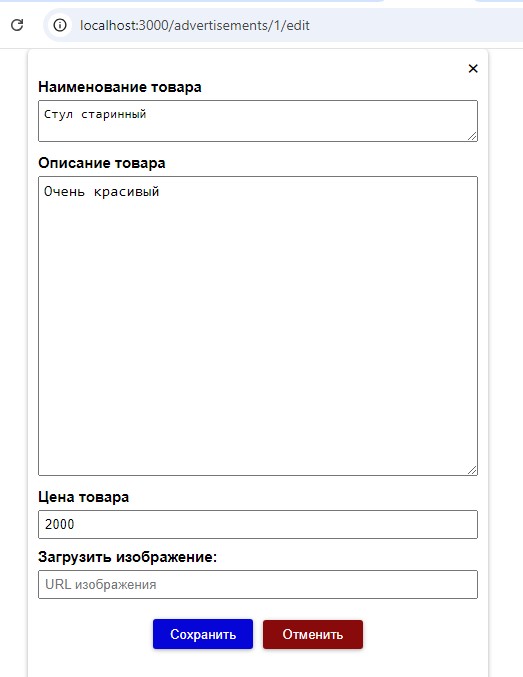 localhost:3000/advertisements/1/edit
×
Наименование товара
Стул старинный
Описание товара
Очень красивый
Цена товара
2000
Загрузить изображение:
URL изображения
Сохранить Отменить